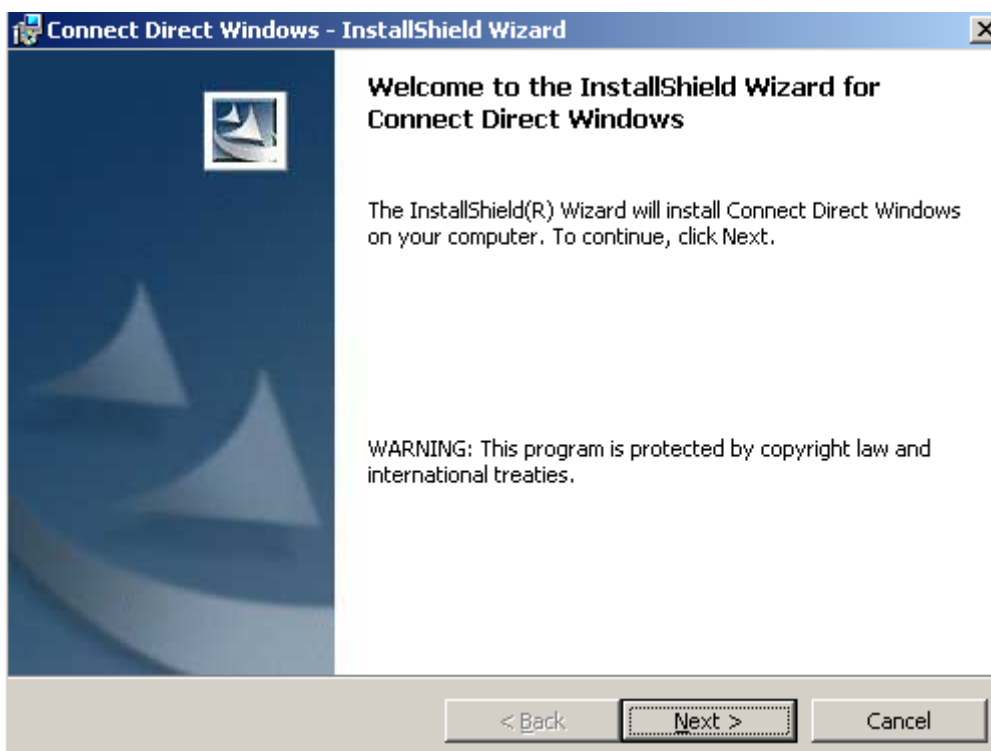 Connect Direct Windows - InstallShield Wizard
Welcome to the InstallShield Wizard for
Connect Direct Windows
The InstallShield(R) Wizard will install Connect Direct Windows
on your computer. To continue, click Next.
WARNING: This program is protected by copyright law and
international treaties.
< Back Next > Cancel